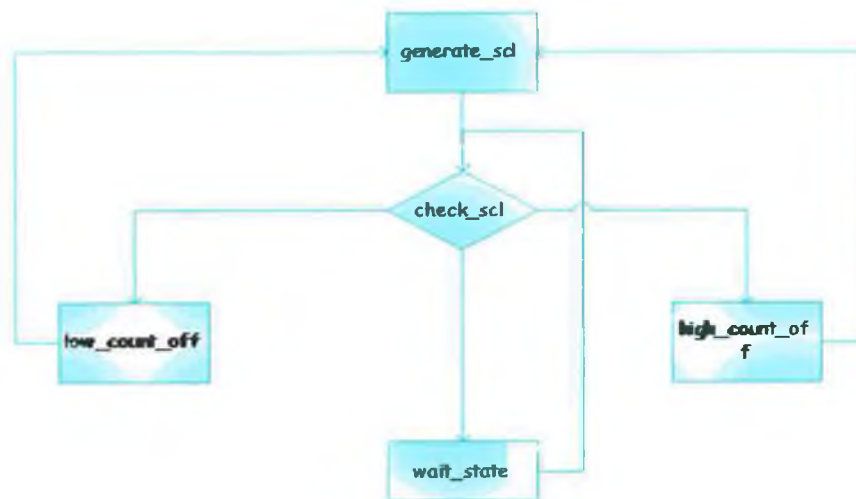 generate_scl
check_scl
low_count_off
high_count_of
f
wait_state